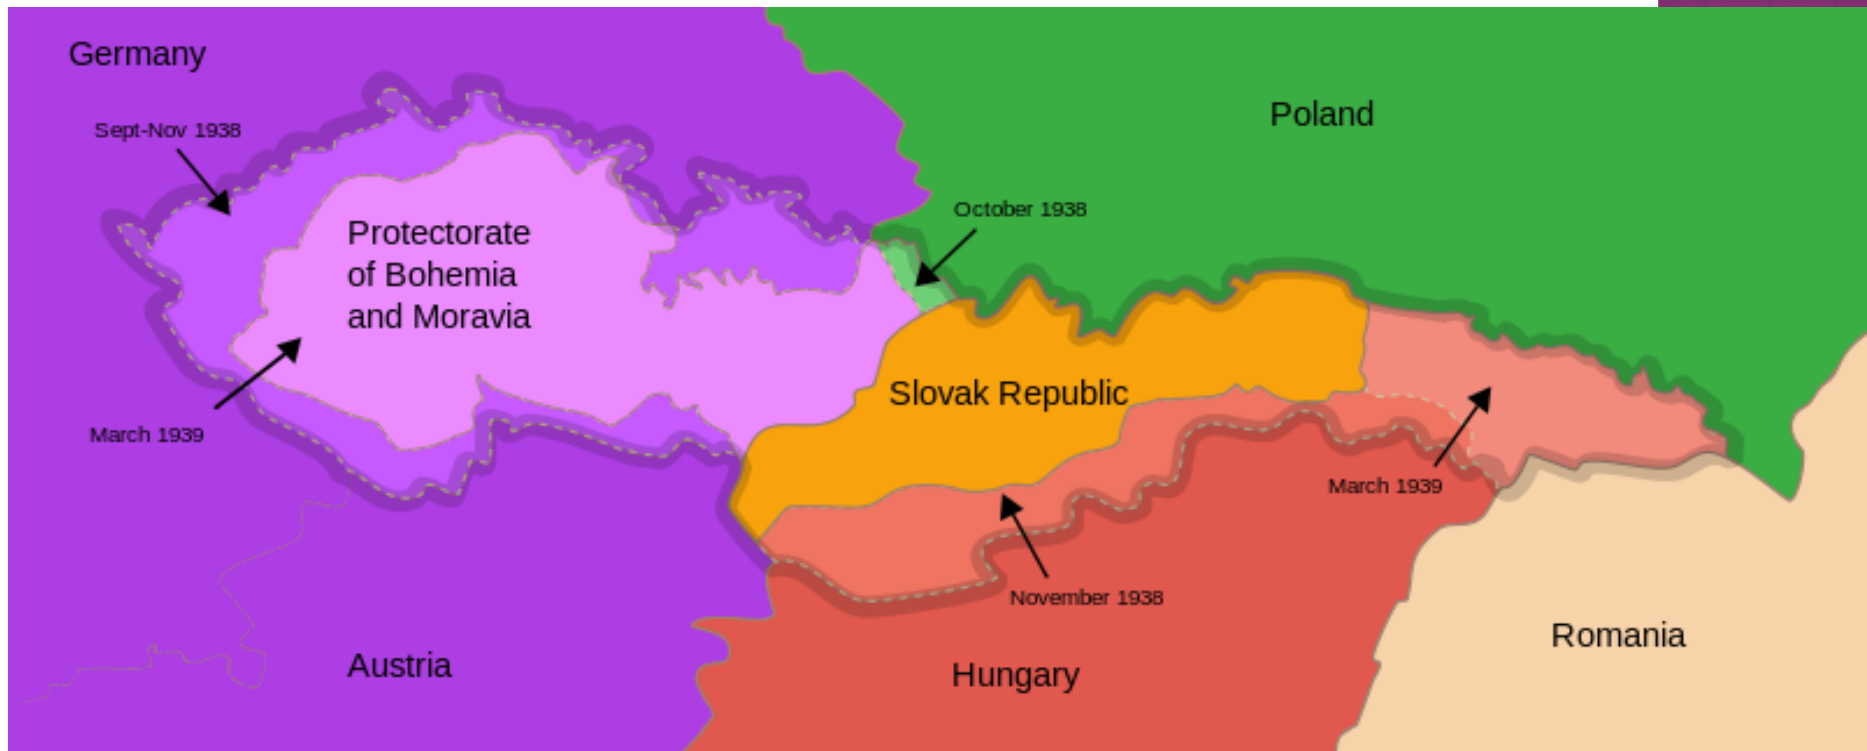 Germany
Poland
Sept-Nov 1938
October 1938
Protectorate
of Bohemia
and Moravia
Slovak Republic
March 1939
March 1939
November 1938
Romania
Austria
Hungary